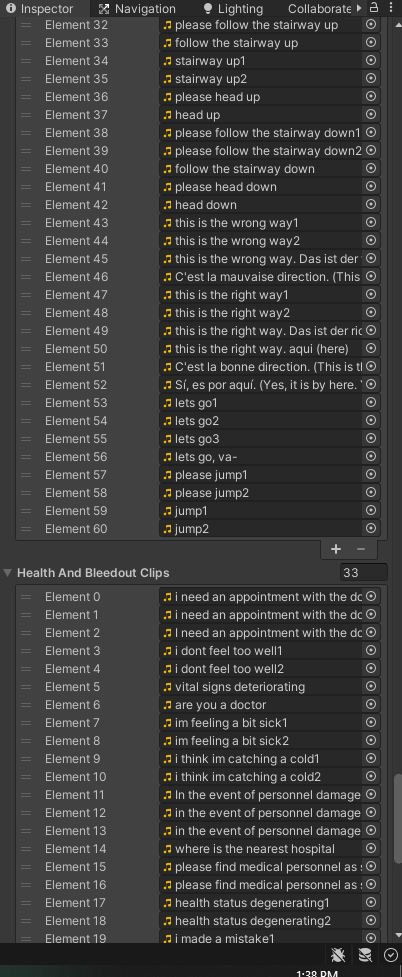 Inspector Navigation Lighting Collaborate
Element 32 please follow the stairway up
Element 33 follow the stairway up
Element 34 stairway up1
Element 35 stairway up2
Element 36 please head up
Element 37 head up
Element 38 please follow the stairway down1
Element 39 please follow the stairway down2
Element 40 follow the stairway down
Element 41 please head down
Element 42 head down
Element 43 this is the wrong way1
Element 44 this is the wrong way2
Element 45 this is the wrong way. Das ist der
Element 46 C'est la mauvaise direction. (This
Element 47 this is the right way1
Element 48 this is the right way2
Element 49 this is the right way. Das ist der ric
Element 50 this is the right way. aqui (here)
Element 51 C'est la bonne direction. (This is tl
Element 52 Sí, es por aquí. (Yes, it is by here.
Element 53 lets go1
Element 54 lets go2
Element 55 lets go3
Element 56 lets go, va-
Element 57 please jump1
Element 58 please jump2
Element 59 jump1
Element 60 jump2
+ −
Health And Bleedout Clips 33
Element 0 i need an appointment with the do
Element 1 i need an appointment with the do
Element 2 I need an appointment with the do
Element 3 i dont feel too well1
Element 4 i dont feel too well2
Element 5 vital signs deteriorating
Element 6 are you a doctor
Element 7 im feeling a bit sick1
Element 8 im feeling a bit sick2
Element 9 i think im catching a cold1
Element 10 i think im catching a cold2
Element 11 In the event of personnel damage
Element 12 in the event of personnel damage
Element 13 in the event of personnel damage
Element 14 where is the nearest hospital
Element 15 please find medical personnel as
Element 16 please find medical personnel as
Element 17 health status degenerating1
Element 18 health status degenerating2
Element 19 i made a mistake1
1:38 PM